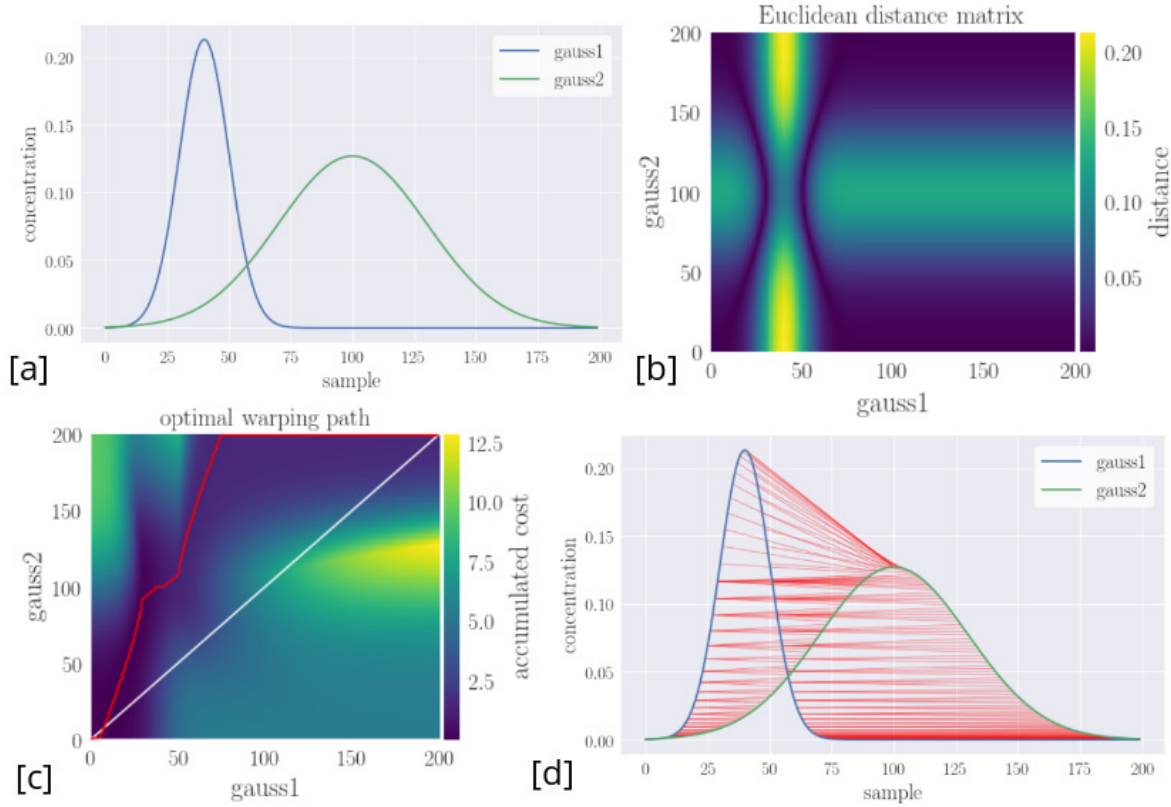 gauss1
gauss2
0.20
0.15
0.10
0.05
0.00
concentration
0 25 50 75 100 125 150 175 200
sample
[a]
Euclidean distance matrix
200
150
100
50
0
gauss2
0 50 100 150 200
gauss1
0.20
0.15
0.10
0.05
distance
[b]
optimal warping path
200
150
100
50
0
gauss2
0 50 100 150 200
gauss1
12.5
10.0
7.5
5.0
2.5
accumulated cost
[c]
gauss1
gauss2
0.20
0.15
0.10
0.05
0.00
concentration
0 25 50 75 100 125 150 175 200
sample
[d]